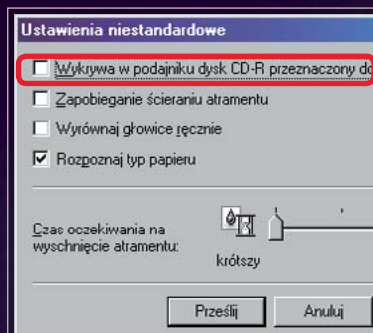 Ustawienia niestandardowe
Wykrywa w podajniku dysk CD-R przeznaczony do
Zapobieganie ścieraniu atramentu
Wyrównaj głowice ręcznie
Rozpoznaj typ papieru
Czas oczekiwania na
wyschnięcie atramentu:
krótszy
Prześlij
Anuluj